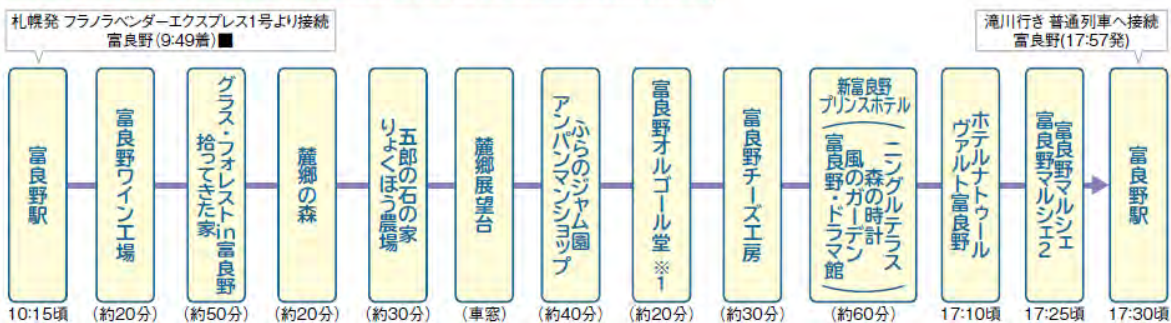 札幌発 フラノラベンダーエクスプレス1号より接続
富良野(9:49着)■
滝川行き 普通列車へ接続
富良野(17:57発)
富良野駅
富良野ワイン工場
グラス・フォレストin富良野
拾ってきた家
麓郷の森
五郎の石の家
りょくほう農場
麓郷展望台
ふらのジャム園
アンパンマンショップ
富良野オルゴール堂 ※1
富良野チーズ工房
新富良野
プリンスホテル
ニングルテラス
森の時計
風のガーデン
富良野・ドラマ館
ホテルナトゥール
ヴァルト富良野
富良野マルシェ
富良野マルシェ2
富良野駅
10:15頃
(約20分)
(約50分)
(約20分)
(約30分)
(車窓)
(約40分)
(約20分)
(約30分)
(約60分)
17:10頃
17:25頃
17:30頃